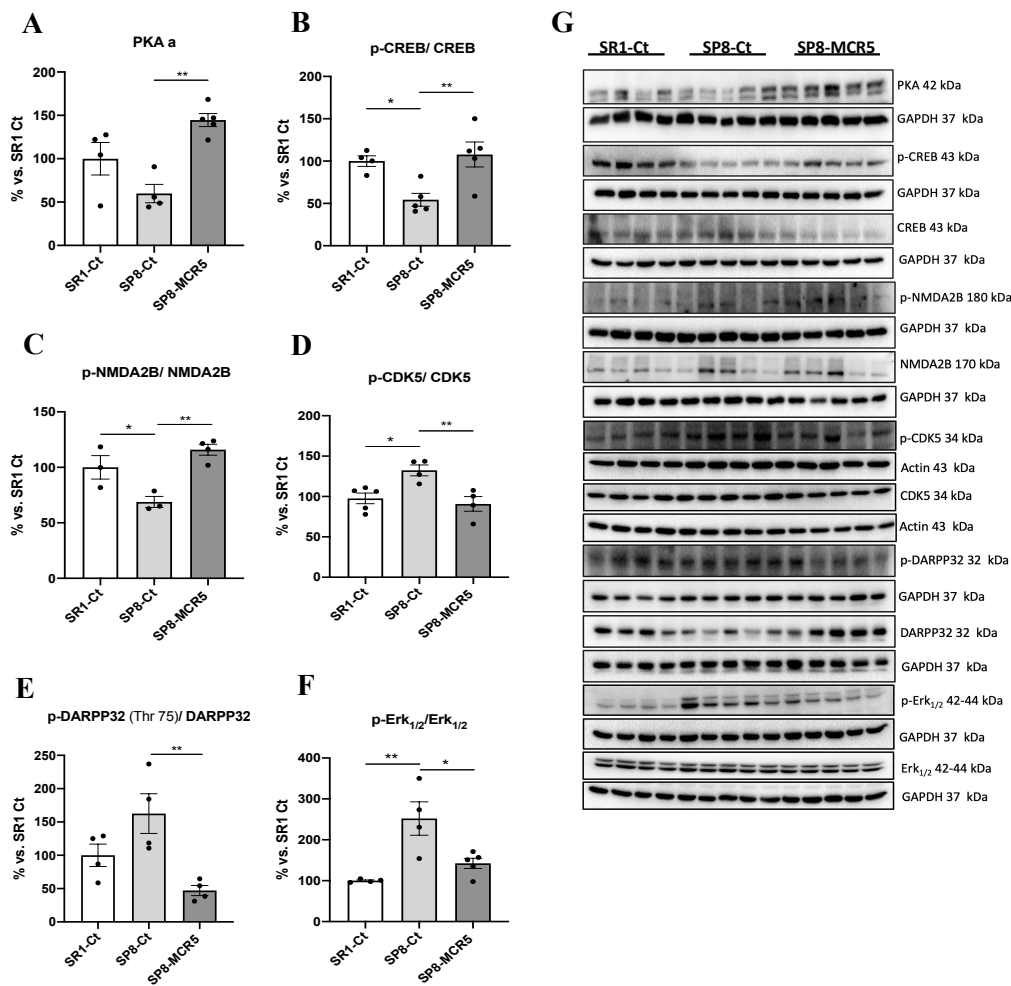 A
PKA a
% vs. SR1 Ct
200
150
100
50
0
**
SR1-Ct
SP8-Ct
SP8-MCR5
B
p-CREB/ CREB
% vs. SR1 Ct
200
150
100
50
0
*
**
SR1-Ct
SP8-Ct
SP8-MCR5
C
p-NMDA2B/ NMDA2B
% vs. SR1 Ct
150
100
50
0
*
**
SR1-Ct
SP8-Ct
SP8-MCR5
D
p-CDK5/ CDK5
% vs. SR1 Ct
200
150
100
50
0
*
**
SR1-Ct
SP8-Ct
SP8-MCR5
E
p-DARPP32 (Thr 75)/ DARPP32
% vs. SR1 Ct
250
200
150
100
50
0
**
SR1-Ct
SP8-Ct
SP8-MCR5
F
p-Erk1/2/Erk1/2
% vs. SR1 Ct
400
300
200
100
0
**
*
SR1-Ct
SP8-Ct
SP8-MCR5
G
SR1-Ct SP8-Ct SP8-MCR5
PKA 42 kDa
GAPDH 37 kDa
p-CREB 43 kDa
GAPDH 37 kDa
CREB 43 kDa
GAPDH 37 kDa
p-NMDA2B 180 kDa
GAPDH 37 kDa
NMDA2B 170 kDa
GAPDH 37 kDa
p-CDK5 34 kDa
Actin 43 kDa
CDK5 34 kDa
Actin 43 kDa
p-DARPP32 32 kDa
GAPDH 37 kDa
DARPP32 32 kDa
GAPDH 37 kDa
p-Erk1/2 42-44 kDa
GAPDH 37 kDa
Erk1/2 42-44 kDa
GAPDH 37 kDa